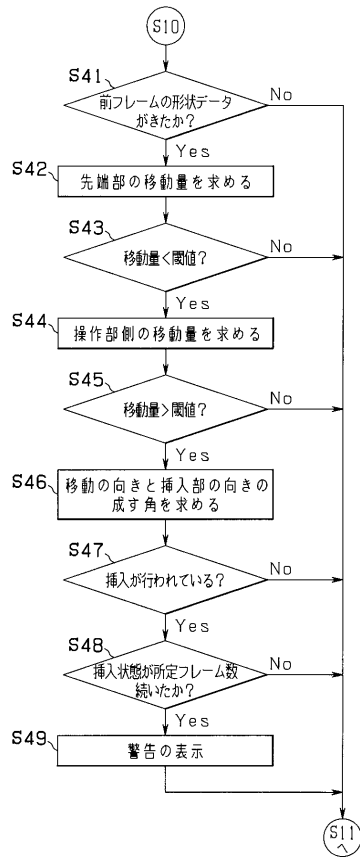 S10
S41
前フレームの形状データ
がきたか?
No
Yes
S42
先端部の移動量を求める
S43
移動量<閾値?
No
Yes
S44
操作部側の移動量を求める
S45
移動量>閾値?
No
Yes
S46
移動の向きと挿入部の向きの
成す角を求める
S47
挿入が行われている?
No
Yes
S48
挿入状態が所定フレーム数
続いたか?
No
Yes
S49
警告の表示
S11
へ